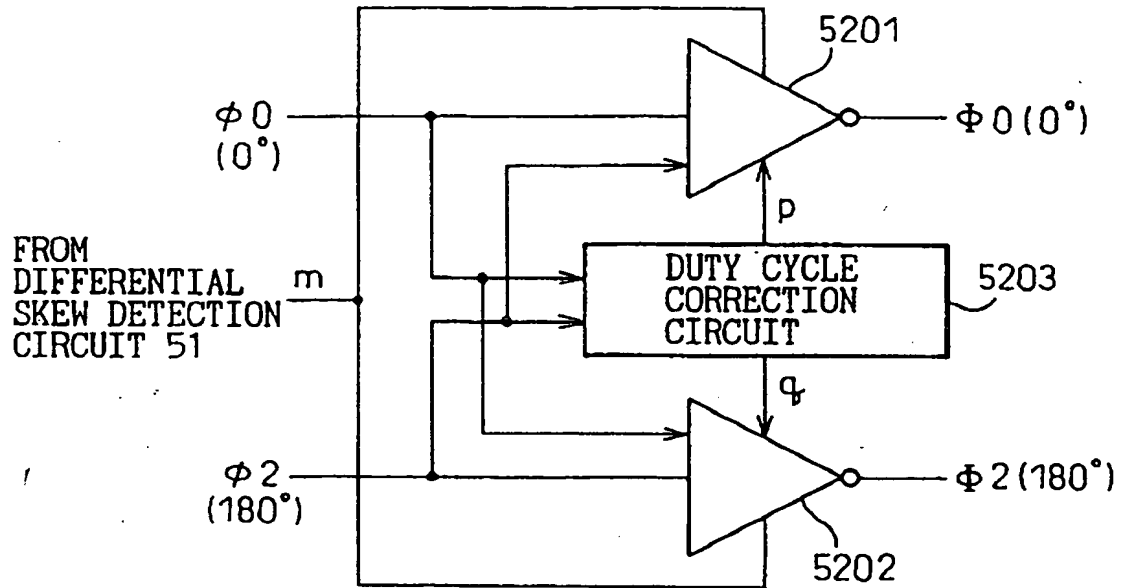 5201
φ0
(0°)
Φ0(0°)
p
FROM
DIFFERENTIAL
SKEW DETECTION
CIRCUIT 51
m
DUTY CYCLE
CORRECTION
CIRCUIT
5203
q
φ2
(180°)
Φ2(180°)
5202